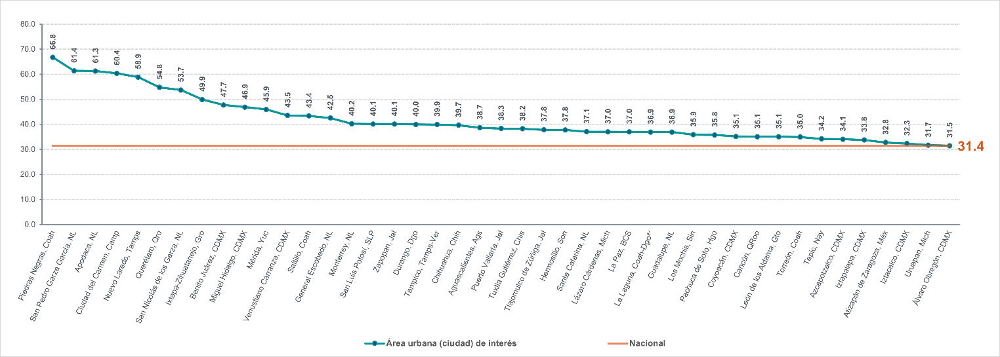 80.0
70.0
60.0
50.0
40.0
30.0
20.0
10.0
0.0
66.8
61.4
61.3
60.4
58.9
54.8
53.7
49.9
47.7
46.9
45.9
43.5
43.4
42.5
40.2
40.1
40.1
40.0
39.9
39.7
38.7
38.3
38.2
37.8
37.8
37.1
37.0
37.0
36.9
36.9
35.9
35.8
35.1
35.1
35.1
35.0
34.2
34.1
33.8
32.8
32.3
31.7
31.5
31.4
Piedras Negras, Coah
San Pedro Garza García, NL
Apodaca, NL
Ciudad del Carmen, Camp
Nuevo Laredo, Tamps
Querétaro, Qro
San Nicolás de los Garza, NL
Ixtapa-Zihuatanejo, Gro
Benito Juárez, CDMX
Miguel Hidalgo, CDMX
Mérida, Yuc
Venustiano Carranza, CDMX
Saltillo, Coah
General Escobedo, NL
Monterrey, NL
San Luis Potosí, SLP
Zapopan, Jal
Durango, Dgo
Tampico, Tamps-Ver
Chihuahua, Chih
Aguascalientes, Ags
Puerto Vallarta, Jal
Tuxtla Gutiérrez, Chis
Tlajomulco de Zúñiga, Jal
Hermosillo, Son
Santa Catarina, NL
Lázaro Cárdenas, Mich
La Paz, BCS
La Laguna, Coah-Dgo²ᐟ
Guadalupe, NL
Los Mochis, Sin
Pachuca de Soto, Hgo
Coyoacán, CDMX
Cancún, QRoo
León de los Aldama, Gto
Torreón, Coah
Tepic, Nay
Azcapotzalco, CDMX
Iztapalapa, CDMX
Atizapán de Zaragoza, Méx
Iztacalco, CDMX
Uruapan, Mich
Álvaro Obregón, CDMX
Área urbana (ciudad) de interés
Nacional